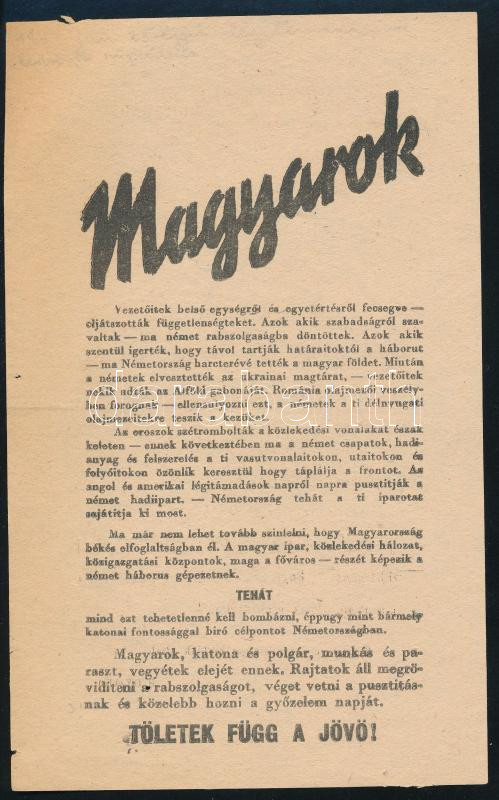 Magyarok
Vezetőitek belső egységről és egyetértésről fecsegve —
eljátszották függetlenségteket. Azok akik szabadságról sza-
valtak — ma német rabszolgaságba döntöttek. Azok akik
szentül igerték, hogy távol tartják határaitoktól a háborut
— ma Németország harcterévé tették a magyar földet. Miután
a németek elvesztették az ükrainai magtárat, — vezetőitek
nekik adták az Alföld gabonáját. Románia olajmezői veszély-
ben forognak — ellensulyozni ezt, a németek a ti délnyugati
olajmezőitekre teszik a kezüket.
Az oroszok szétrombolták a közlekedési vonalakat észak
keleten — ennek következtében ma a német csapatok, hadi-
anyag és felszerelés a ti vasutvonalaitokon, utaitokon és
folyóitokon özönlik keresztül hogy táplálja a frontot. Az
angol és amerikai légitámadások napról napra pusztitják a
német hadiipart, — Németország tehát a ti iparotat
sajátitja ki most.
Ma már nem lehet tovább szinlelni, hogy Magyarország
békés elfoglaltságban él. A magyar ipar, közlekedési hálozat,
közigazgatási központok, maga a főváros — részét képezik a
német háborus gépezetnek.
TEHÁT
mind ezt tehetetlenné kell bombázni, éppugy mint bármely
katonai fontossággal biró célpontot Németországban.
Magyarok, katona és polgár, munkás és pa-
raszt, vegyétek elejét ennek. Rajtatok áll megrö-
viditeni a rabszolgaságot, véget vetni a pusztitás-
nak és közelebb hozni a győzelem napját.
TŐLETEK FÜGG A JÖVŐ!